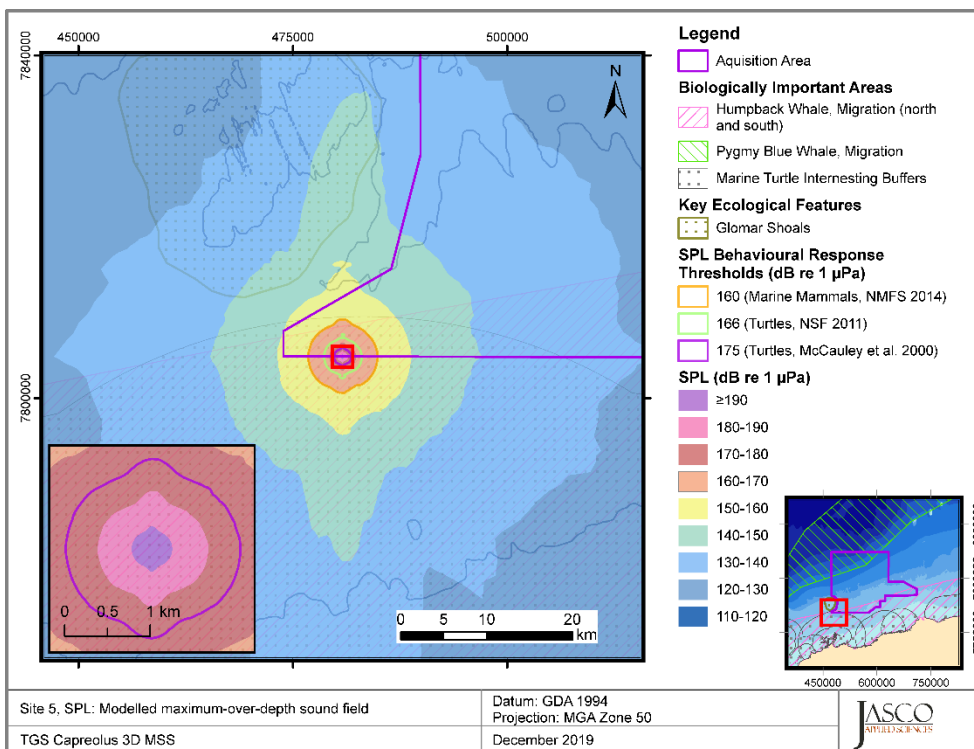 450000
475000
500000
7840000
7800000
N
0 0.5 1 km
0 5 10 20
km
Legend
Aquisition Area
Biologically Important Areas
Humpback Whale, Migration (north
and south)
Pygmy Blue Whale, Migration
Marine Turtle Internesting Buffers
Key Ecological Features
Glomar Shoals
SPL Behavioural Response
Thresholds (dB re 1 µPa)
160 (Marine Mammals, NMFS 2014)
166 (Turtles, NSF 2011)
175 (Turtles, McCauley et al. 2000)
SPL (dB re 1 µPa)
≥190
180-190
170-180
160-170
150-160
140-150
130-140
120-130
110-120
450000 600000 750000
Site 5, SPL: Modelled maximum-over-depth sound field
Datum: GDA 1994
Projection: MGA Zone 50
TGS Capreolus 3D MSS
December 2019
JASCO
APPLIED SCIENCES